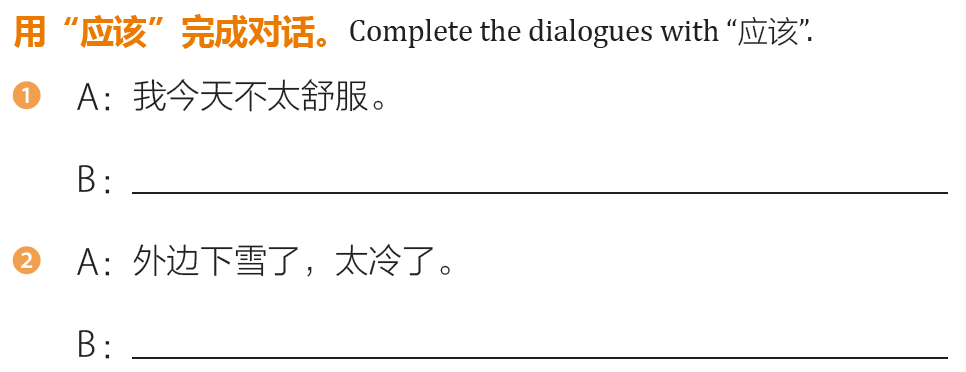 用“应该”完成对话。Complete the dialogues with “应该”.
1 A：我今天不太舒服。
B：
2 A：外边下雪了，太冷了。
B：